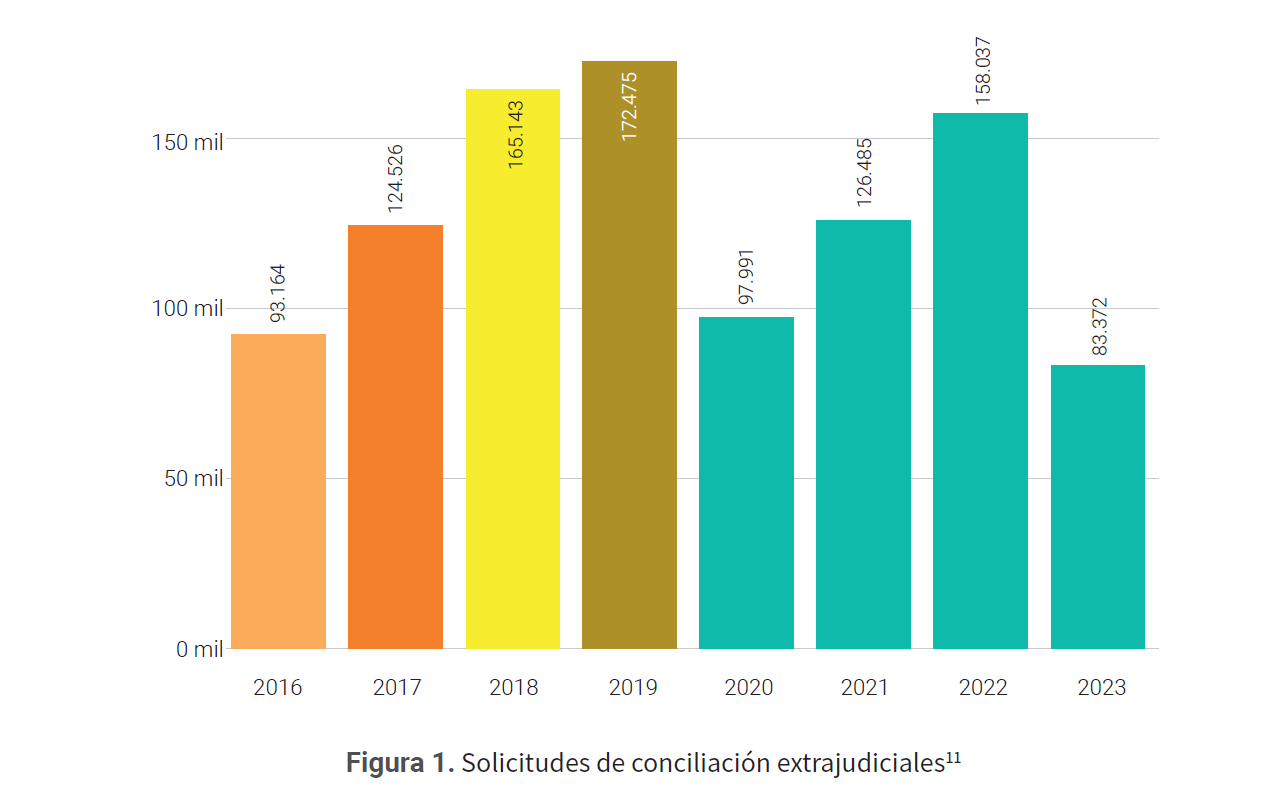 93.164
124.526
165.143
172.475
97.991
126.485
158.037
83.372
150 mil
100 mil
50 mil
0 mil
2016 2017 2018 2019 2020 2021 2022 2023
Figura 1. Solicitudes de conciliación extrajudiciales¹¹